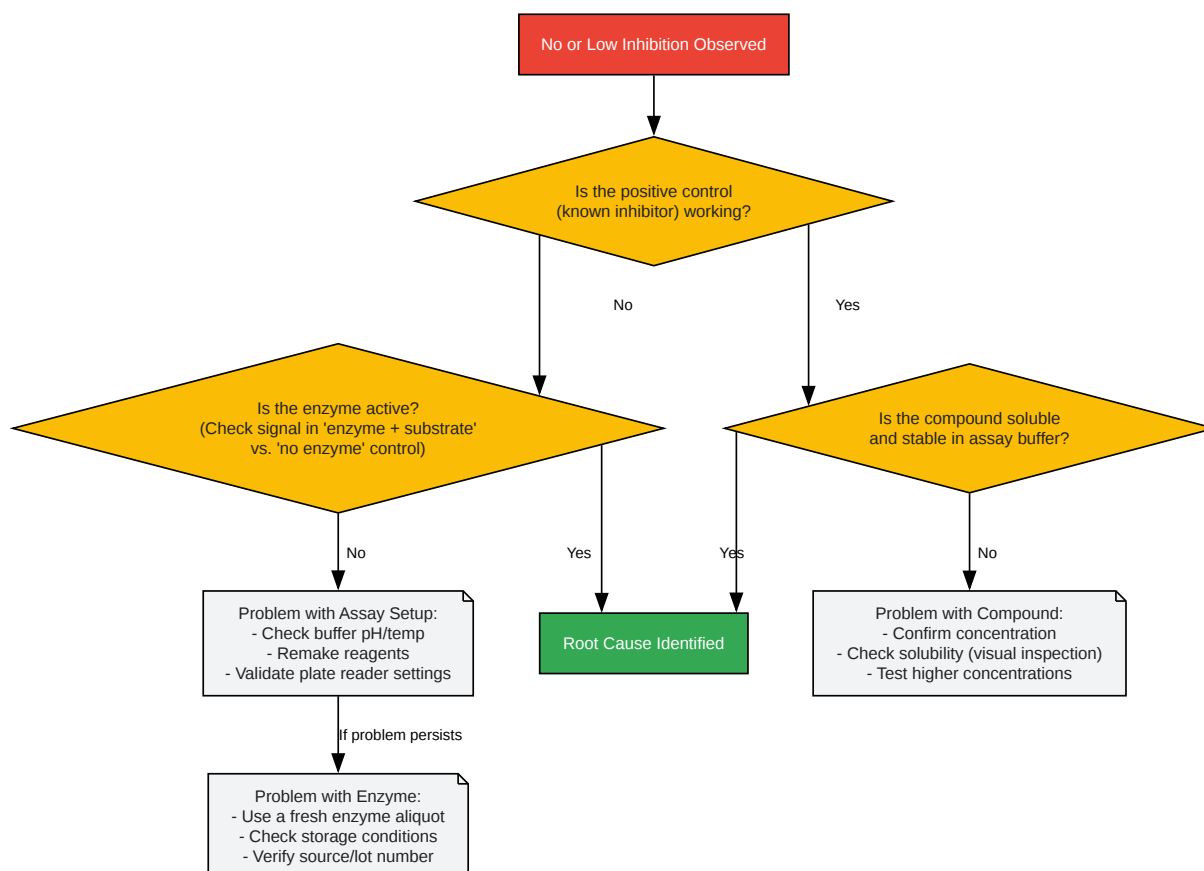 No or Low Inhibition Observed
Is the positive control
(known inhibitor) working?
No
Yes
Is the enzyme active?
(Check signal in 'enzyme + substrate'
vs. 'no enzyme' control)
Is the compound soluble
and stable in assay buffer?
No
Yes
Yes
No
Problem with Assay Setup:
- Check buffer pH/temp
- Remake reagents
- Validate plate reader settings
Root Cause Identified
Problem with Compound:
- Confirm concentration
- Check solubility (visual inspection)
- Test higher concentrations
If problem persists
Problem with Enzyme:
- Use a fresh enzyme aliquot
- Check storage conditions
- Verify source/lot number